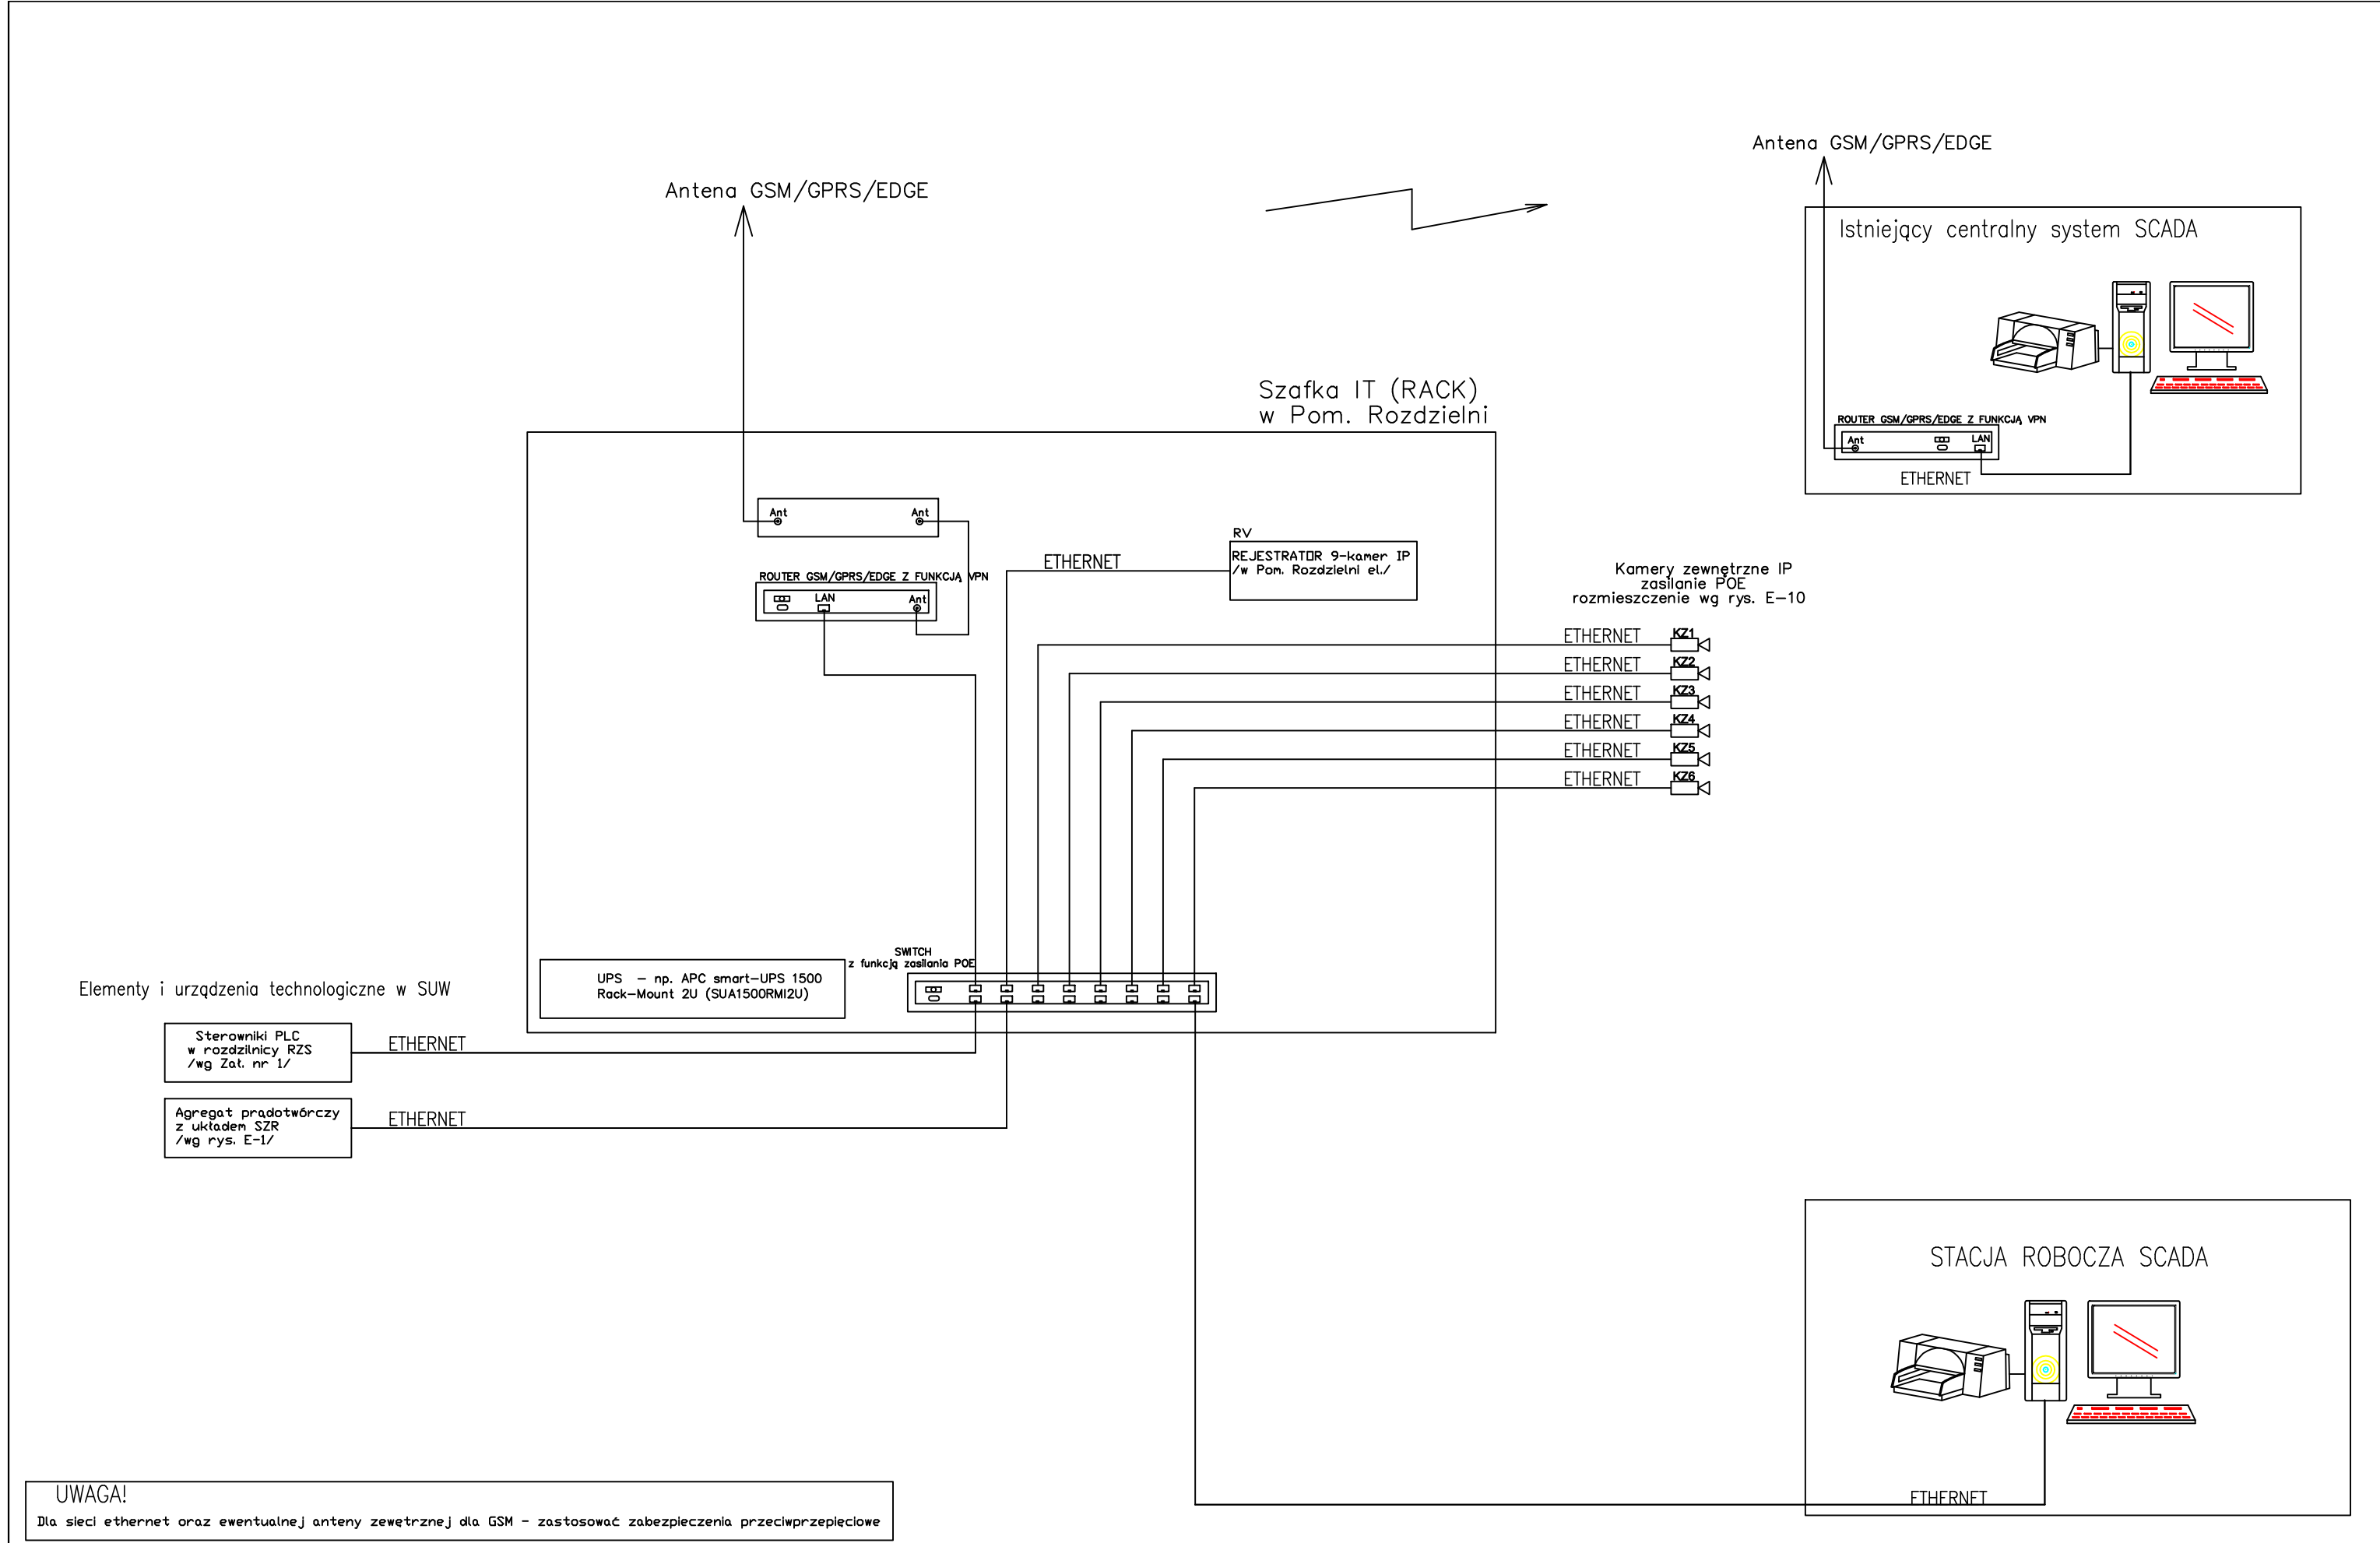 Antena GSM/GPRS/EDGE
Antena GSM/GPRS/EDGE
Istniejący centralny system SCADA
ROUTER GSM/GPRS/EDGE Z FUNKCJĄ VPN
Ant
LAN
ETHERNET
Szafka IT (RACK)
w Pom. Rozdzielni
Ant
Ant
ROUTER GSM/GPRS/EDGE Z FUNKCJĄ VPN
LAN
Ant
ETHERNET
RV
REJESTRATOR 9-kamer IP
/w Pom. Rozdzielni el./
Kamery zewnętrzne IP
zasilanie POE
rozmieszczenie wg rys. E-10
ETHERNET
KZ1
ETHERNET
KZ2
ETHERNET
KZ3
ETHERNET
KZ4
ETHERNET
KZ5
ETHERNET
KZ6
SWITCH
z funkcją zasilania POE
UPS - np. APC smart-UPS 1500
Rack-Mount 2U (SUA1500RMI2U)
Elementy i urządzenia technologiczne w SUW
Sterowniki PLC
w rozdzilnicy RZS
/wg Zał. nr 1/
ETHERNET
Agregat prądotwórczy
z układem SZR
/wg rys. E-1/
ETHERNET
STACJA ROBOCZA SCADA
ETHERNET
UWAGA!
Dla sieci ethernet oraz ewentualnej anteny zewętrznej dla GSM - zastosować zabezpieczenia przeciwprzepięciowe